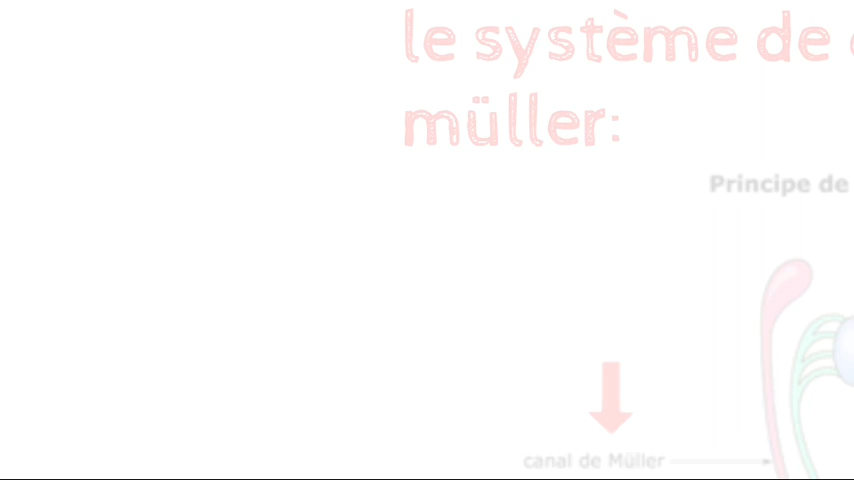 le système de
müller:
Principe de
canal de Müller